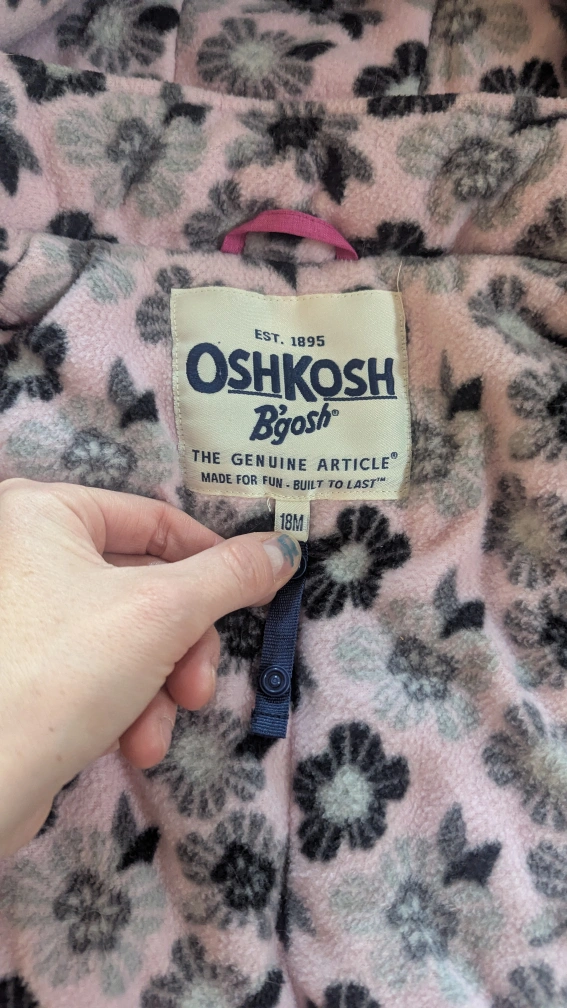 EST. 1895
OSHKOSH
B'gosh®
THE GENUINE ARTICLE®
MADE FOR FUN - BUILT TO LAST™
18M